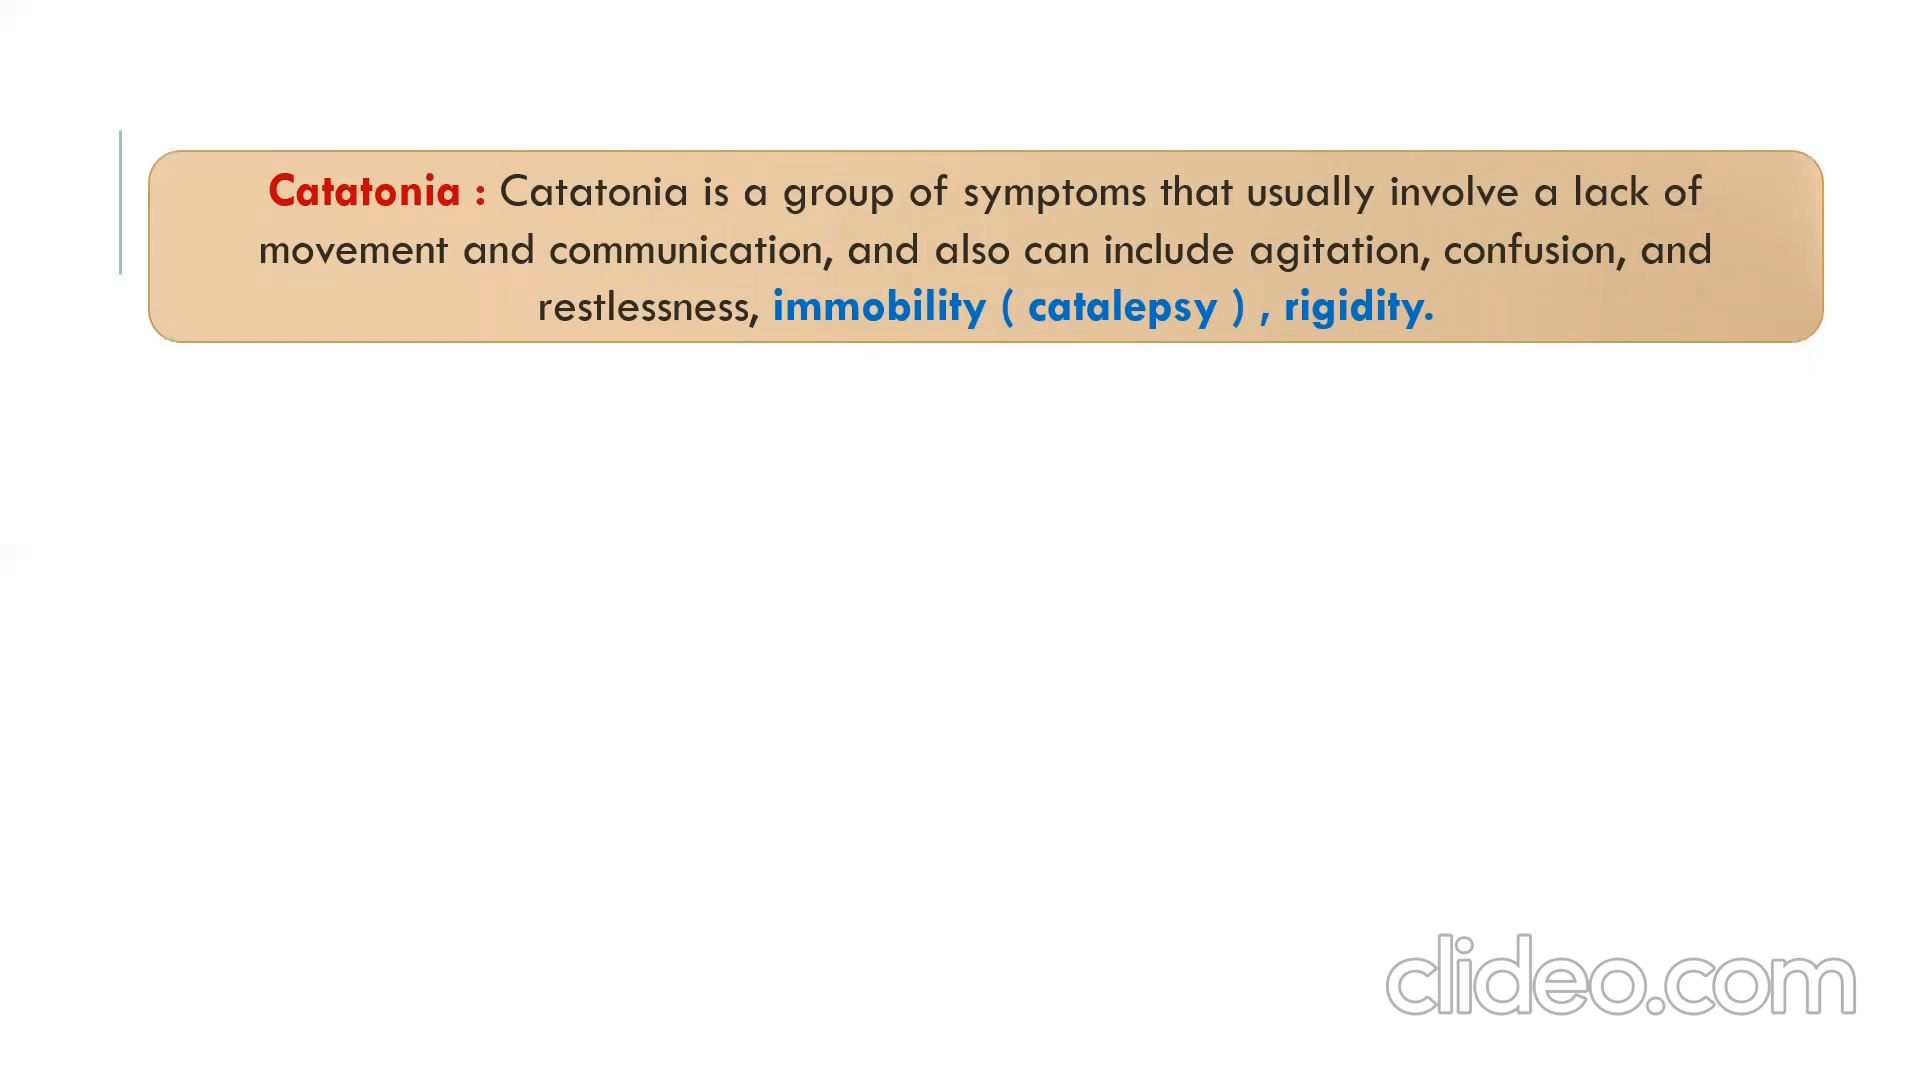 Catatonia : Catatonia is a group of symptoms that usually involve a lack of
movement and communication, and also can include agitation, confusion, and
restlessness, immobility ( catalepsy ) , rigidity.
clideo.com